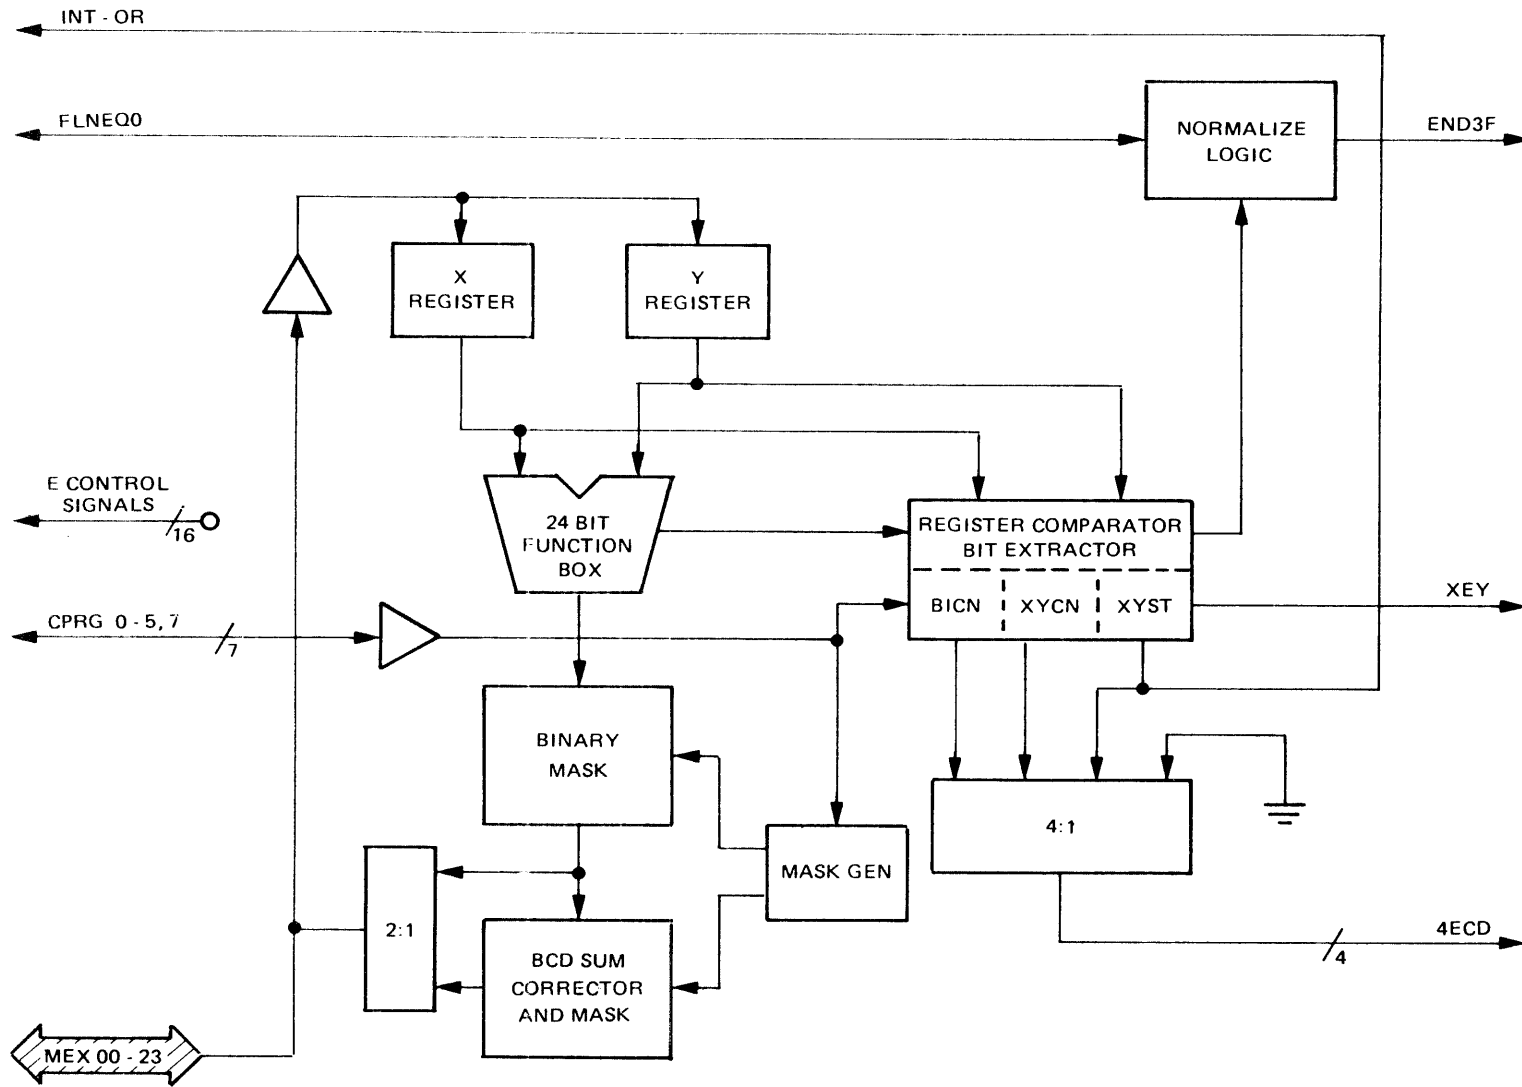 INT - OR
FLNEQ0
NORMALIZE
LOGIC
END3F
X
REGISTER
Y
REGISTER
E CONTROL
SIGNALS
16
24 BIT
FUNCTION
BOX
REGISTER COMPARATOR
BIT EXTRACTOR
BICN
XYCN
XYST
XEY
CPRG 0 - 5, 7
7
BINARY
MASK
4:1
MASK GEN
2:1
BCD SUM
CORRECTOR
AND MASK
4ECD
4
MEX 00 - 23